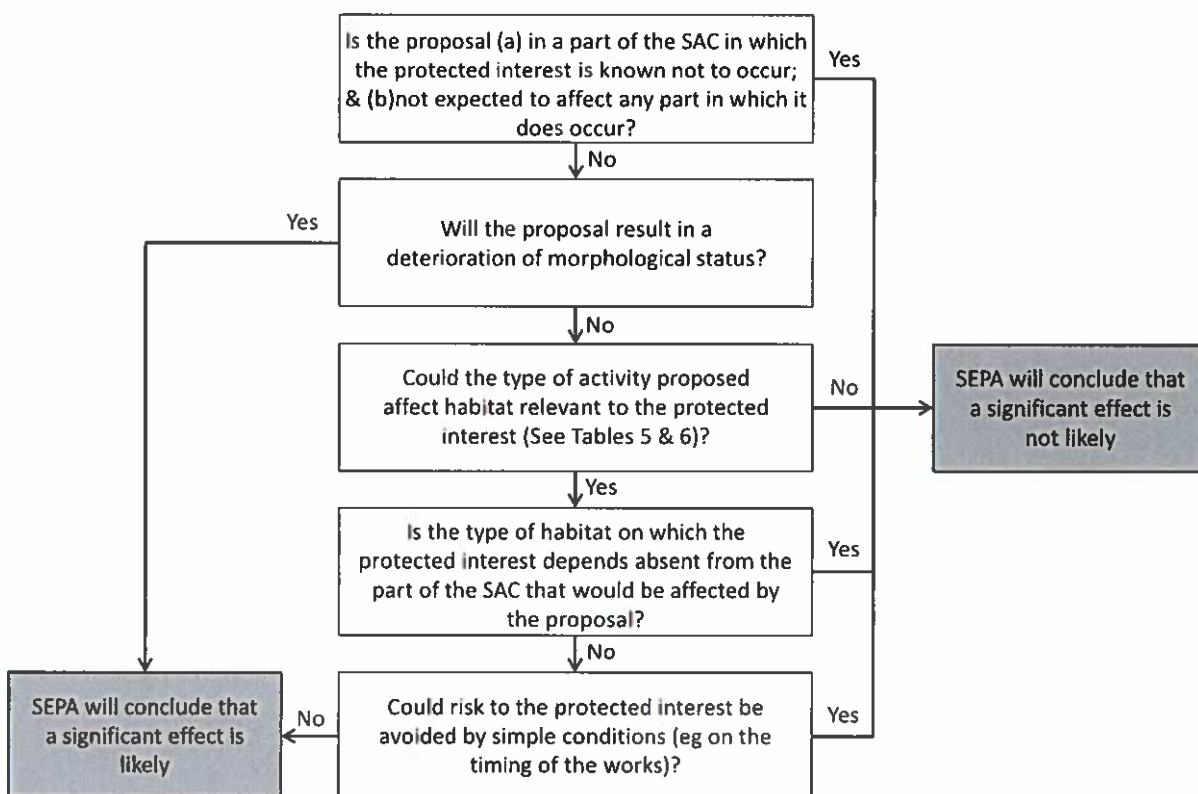 Is the proposal (a) in a part of the SAC in which
the protected interest is known not to occur;
& (b)not expected to affect any part in which it
does occur?
Yes
No
Yes
Will the proposal result in a
deterioration of morphological status?
No
Could the type of activity proposed
affect habitat relevant to the protected
interest (See Tables 5 & 6)?
No
SEPA will conclude that
a significant effect is
not likely
Yes
Is the type of habitat on which the
protected interest depends absent from the
part of the SAC that would be affected by
the proposal?
Yes
No
SEPA will conclude that
a significant effect is
likely
No
Could risk to the protected interest be
avoided by simple conditions (eg on the
timing of the works)?
Yes